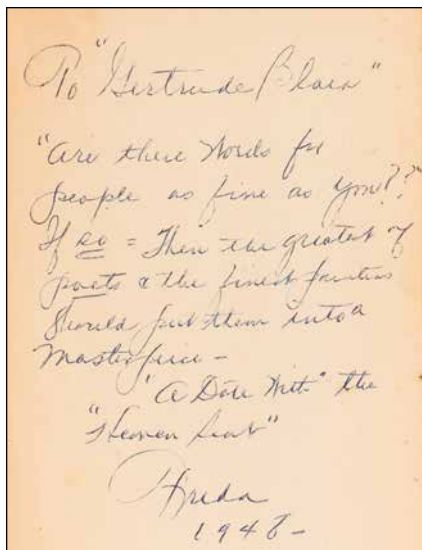 To "Gertrude Blair"
"Are there Words for
people as fine as you??
If so = Then the greatest of
poets & the finest painters
should put them into a
Masterpiece -
"A Date With" the
"Heaven Sent"
Freda
1948 -